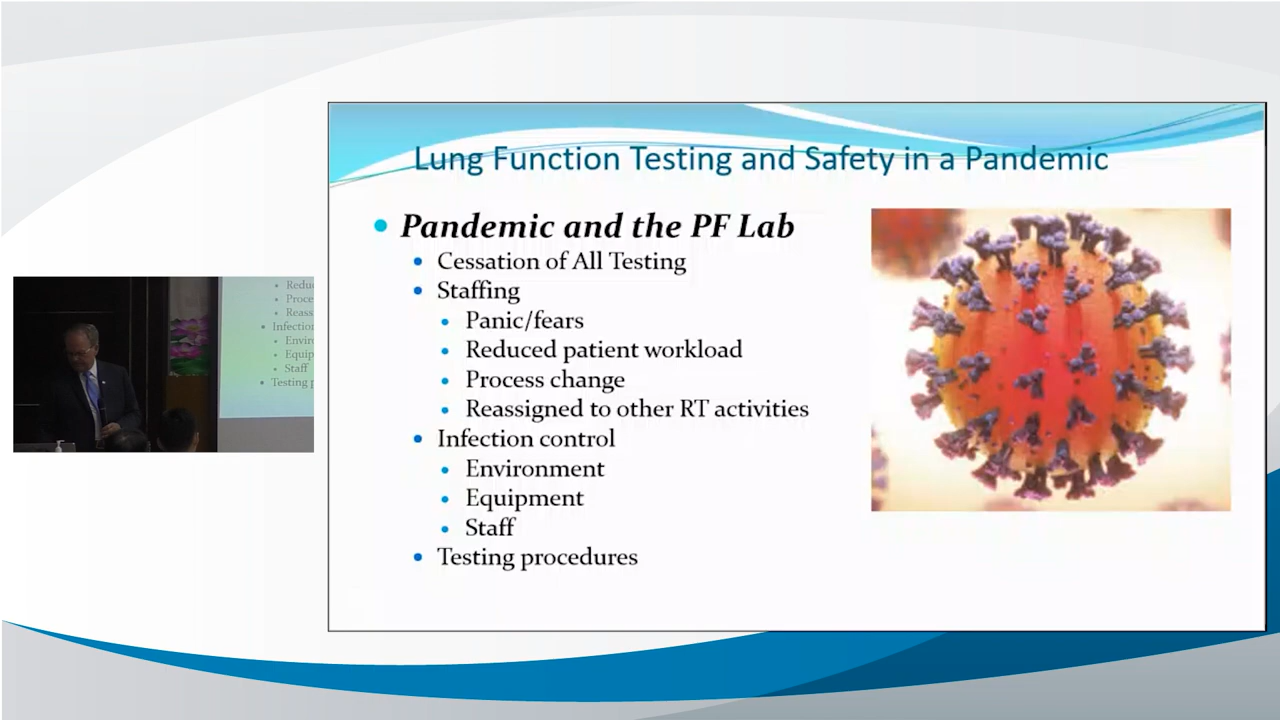 Lung Function Testing and Safety in a Pandemic
Pandemic and the PF Lab
Cessation of All Testing
Staffing
Panic/fears
Reduced patient workload
Process change
Reassigned to other RT activities
Infection control
Environment
Equipment
Staff
Testing procedures
Infection
Staff